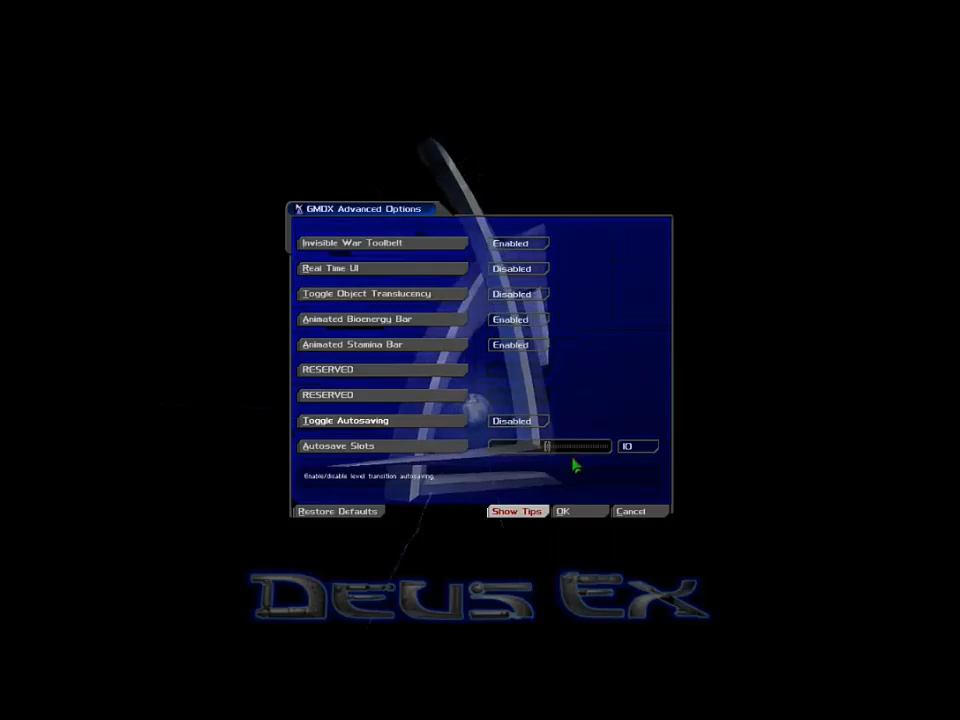 GMDX Advanced Options
Invisible War Toolbelt Enabled
Real Time UI Disabled
Toggle Object Translucency Disabled
Animated Bioenergy Bar Enabled
Animated Stamina Bar Enabled
RESERVED
RESERVED
Toggle Autosaving Disabled
Autosave Slots 10
Enable/disable level transition autosaving.
Restore Defaults Show Tips OK Cancel
DEUS EX